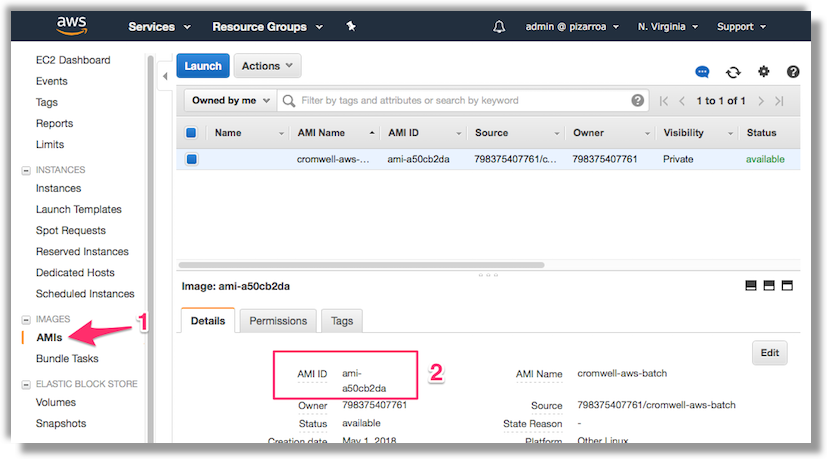 aws Services Resource Groups admin @ pizarroa N. Virginia Support
EC2 Dashboard
Events
Tags
Reports
Limits
INSTANCES
Instances
Launch Templates
Spot Requests
Reserved Instances
Dedicated Hosts
Scheduled Instances
IMAGES
1
AMIs
Bundle Tasks
ELASTIC BLOCK STORE
Volumes
Snapshots
Launch Actions
Owned by me Filter by tags and attributes or search by keyword 1 to 1 of 1
Name AMI Name AMI ID Source Owner Visibility Status
cromwell-aws-... ami-a50cb2da 798375407761/c... 798375407761 Private available
Image: ami-a50cb2da
Details Permissions Tags
Edit
AMI ID ami-
a50cb2da
2
AMI Name cromwell-aws-batch
Owner 798375407761 Source 798375407761/cromwell-aws-batch
Status available State Reason -
Creation date May 1, 2018 Platform Other Linux